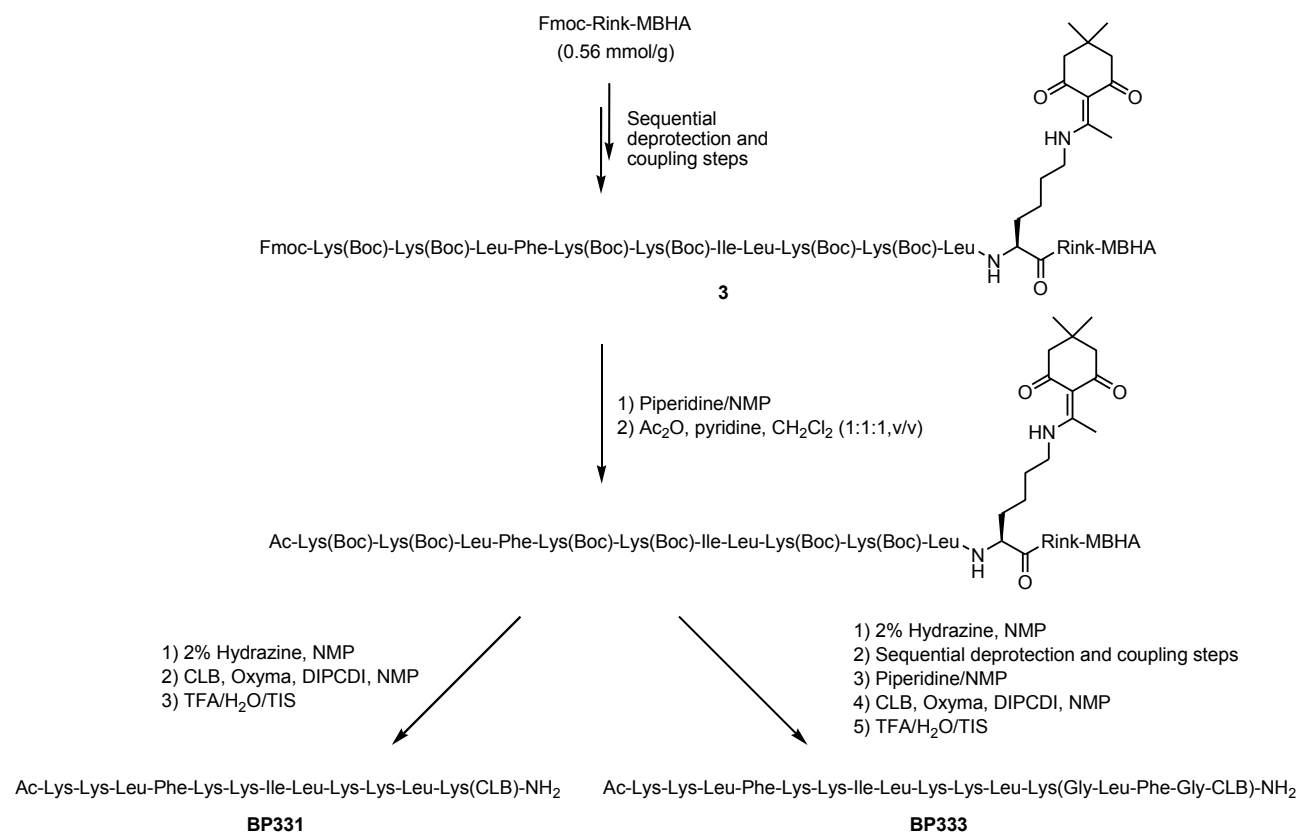 Fmoc-Rink-MBHA
(0.56 mmol/g)
Sequential
deprotection and
coupling steps
O
O
HN
Fmoc-Lys(Boc)-Lys(Boc)-Leu-Phe-Lys(Boc)-Lys(Boc)-Ile-Leu-Lys(Boc)-Lys(Boc)-Leu
N
H
O
Rink-MBHA
3
1) Piperidine/NMP
2) Ac2O, pyridine, CH2Cl2 (1:1:1,v/v)
O
O
HN
Ac-Lys(Boc)-Lys(Boc)-Leu-Phe-Lys(Boc)-Lys(Boc)-Ile-Leu-Lys(Boc)-Lys(Boc)-Leu
N
H
O
Rink-MBHA
1) 2% Hydrazine, NMP
2) CLB, Oxyma, DIPCDI, NMP
3) TFA/H2O/TIS
1) 2% Hydrazine, NMP
2) Sequential deprotection and coupling steps
3) Piperidine/NMP
4) CLB, Oxyma, DIPCDI, NMP
5) TFA/H2O/TIS
Ac-Lys-Lys-Leu-Phe-Lys-Lys-Ile-Leu-Lys-Lys-Leu-Lys(CLB)-NH2
BP331
Ac-Lys-Lys-Leu-Phe-Lys-Lys-Ile-Leu-Lys-Lys-Leu-Lys(Gly-Leu-Phe-Gly-CLB)-NH2
BP333